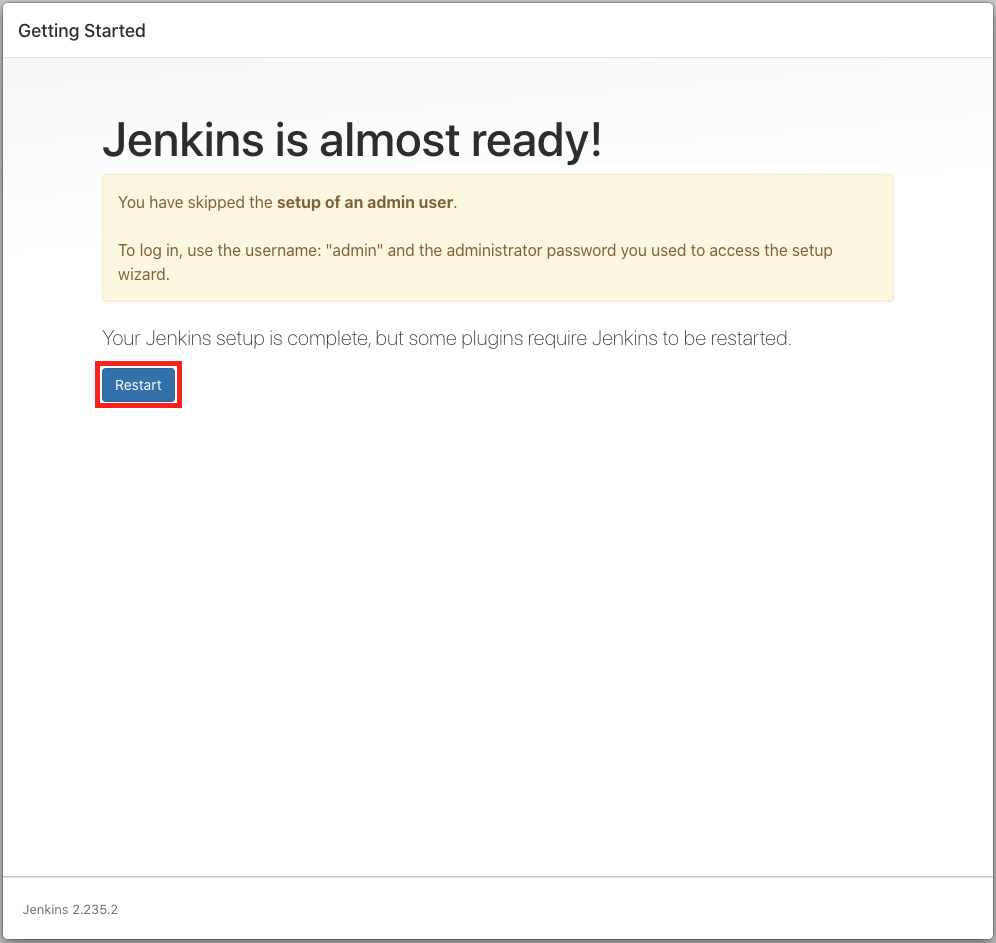 Getting Started
Jenkins is almost ready!
You have skipped the setup of an admin user.
To log in, use the username: "admin" and the administrator password you used to access the setup
wizard.
Your Jenkins setup is complete, but some plugins require Jenkins to be restarted.
Restart
Jenkins 2.235.2